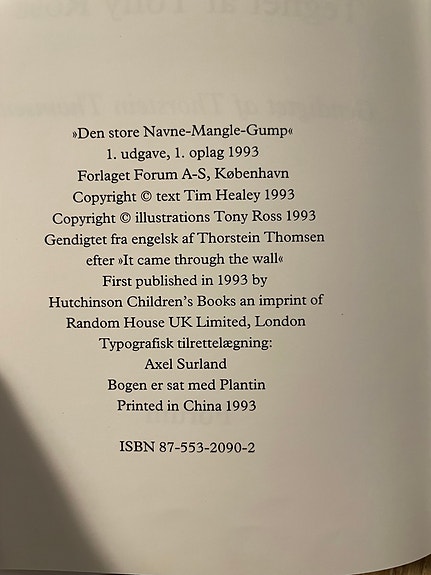 »Den store Navne-Mangle-Gump«
1. udgave, 1. oplag 1993
Forlaget Forum A-S, København
Copyright © text Tim Healey 1993
Copyright © illustrations Tony Ross 1993
Gendigtet fra engelsk af Thorstein Thomsen
efter »It came through the wall«
First published in 1993 by
Hutchinson Children's Books an imprint of
Random House UK Limited, London
Typografisk tilrettelægning:
Axel Surland
Bogen er sat med Plantin
Printed in China 1993
ISBN 87-553-2090-2